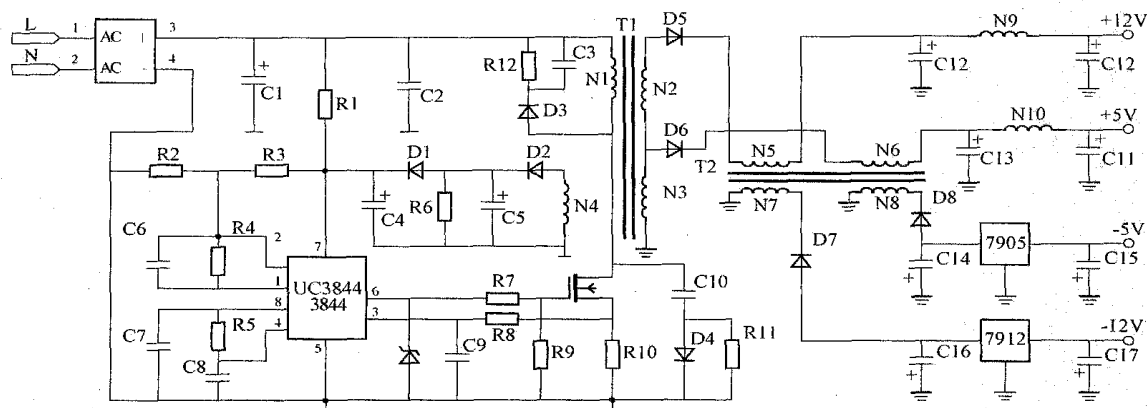 L 1 AC 3
N 2 AC 4
C1
R1
C2
R12
C3
D3
N1
T1
D5
N2
D6
N3
T2
N5
N6
N7
N8
N9
+12V
C12
C12
N10
+5V
C13
C11
D8
7905
-5V
C14
C15
D7
7912
-12V
C16
C17
R2
R3
D1
D2
C4
R6
C5
N4
C6
R4
2
1
7
UC3844
3844
8
4
6
3
5
C7
R5
C8
R7
R8
C9
R9
R10
C10
D4
R11